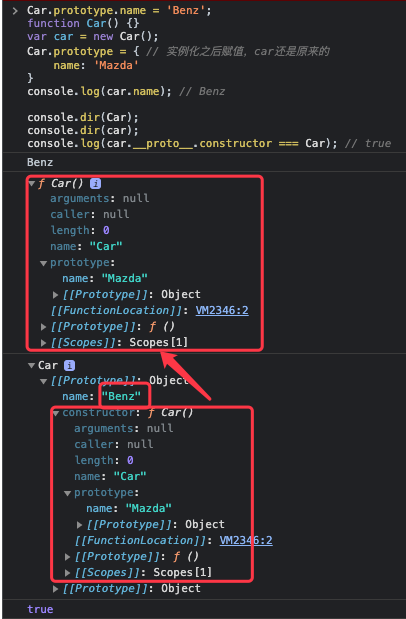 > Car.prototype.name = 'Benz';
function Car() {}
var car = new Car();
Car.prototype = { // 实例化之后赋值，car还是原来的
name: 'Mazda'
}
console.log(car.name); // Benz
console.dir(Car);
console.dir(car);
console.log(car.__proto__.constructor === Car); // true
Benz
▼ ƒ Car() i
arguments: null
caller: null
length: 0
name: "Car"
▼ prototype:
name: "Mazda"
▶ [[Prototype]]: Object
[[FunctionLocation]]: VM2346:2
▶ [[Prototype]]: ƒ ()
▶ [[Scopes]]: Scopes[1]
▼ Car i
▼ [[Prototype]]: Object
name: "Benz"
▼ constructor: ƒ Car()
arguments: null
caller: null
length: 0
name: "Car"
▼ prototype:
name: "Mazda"
▶ [[Prototype]]: Object
[[FunctionLocation]]: VM2346:2
▶ [[Prototype]]: ƒ ()
▶ [[Scopes]]: Scopes[1]
▶ [[Prototype]]: Object
true